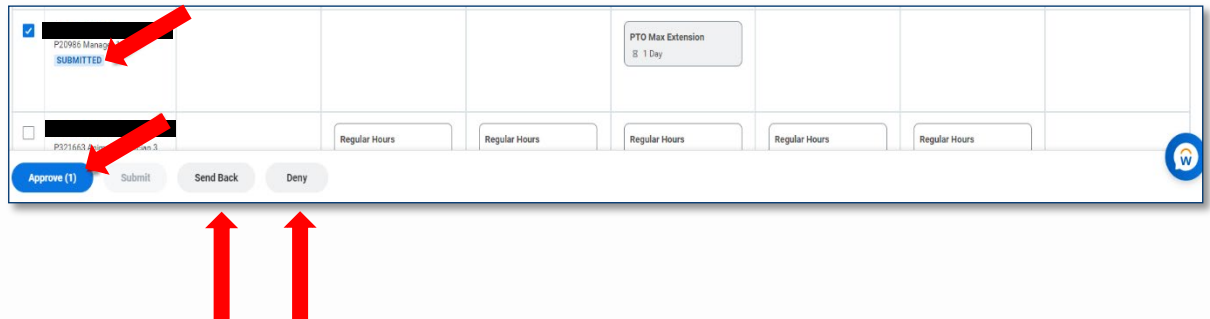 P20986 Manage
SUBMITTED
PTO Max Extension
1 Day
P321663
Regular Hours
Regular Hours
Regular Hours
Regular Hours
Regular Hours
Approve (1)
Submit
Send Back
Deny
W